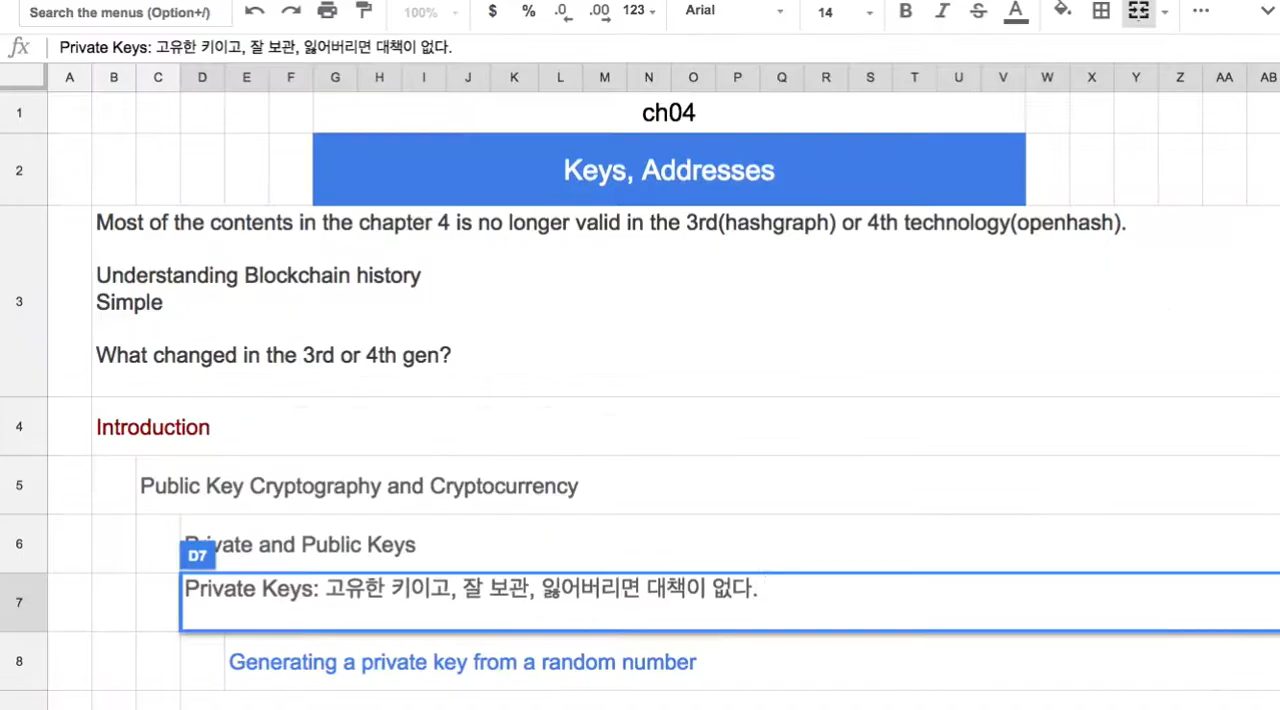 Search the menus (Option+/)
100%
$ % .0 .00 123
Arial
14
B I S A
fx Private Keys: 고유한 키이고, 잘 보관, 잃어버리면 대책이 없다.
A B C D E F G H I J K L M N O P Q R S T U V W X Y Z AA AB
1 ch04
2 Keys, Addresses
Most of the contents in the chapter 4 is no longer valid in the 3rd(hashgraph) or 4th technology(openhash).
Understanding Blockchain history
3 Simple
What changed in the 3rd or 4th gen?
4 Introduction
5 Public Key Cryptography and Cryptocurrency
6 Private and Public Keys
D7
7 Private Keys: 고유한 키이고, 잘 보관, 잃어버리면 대책이 없다.
8 Generating a private key from a random number